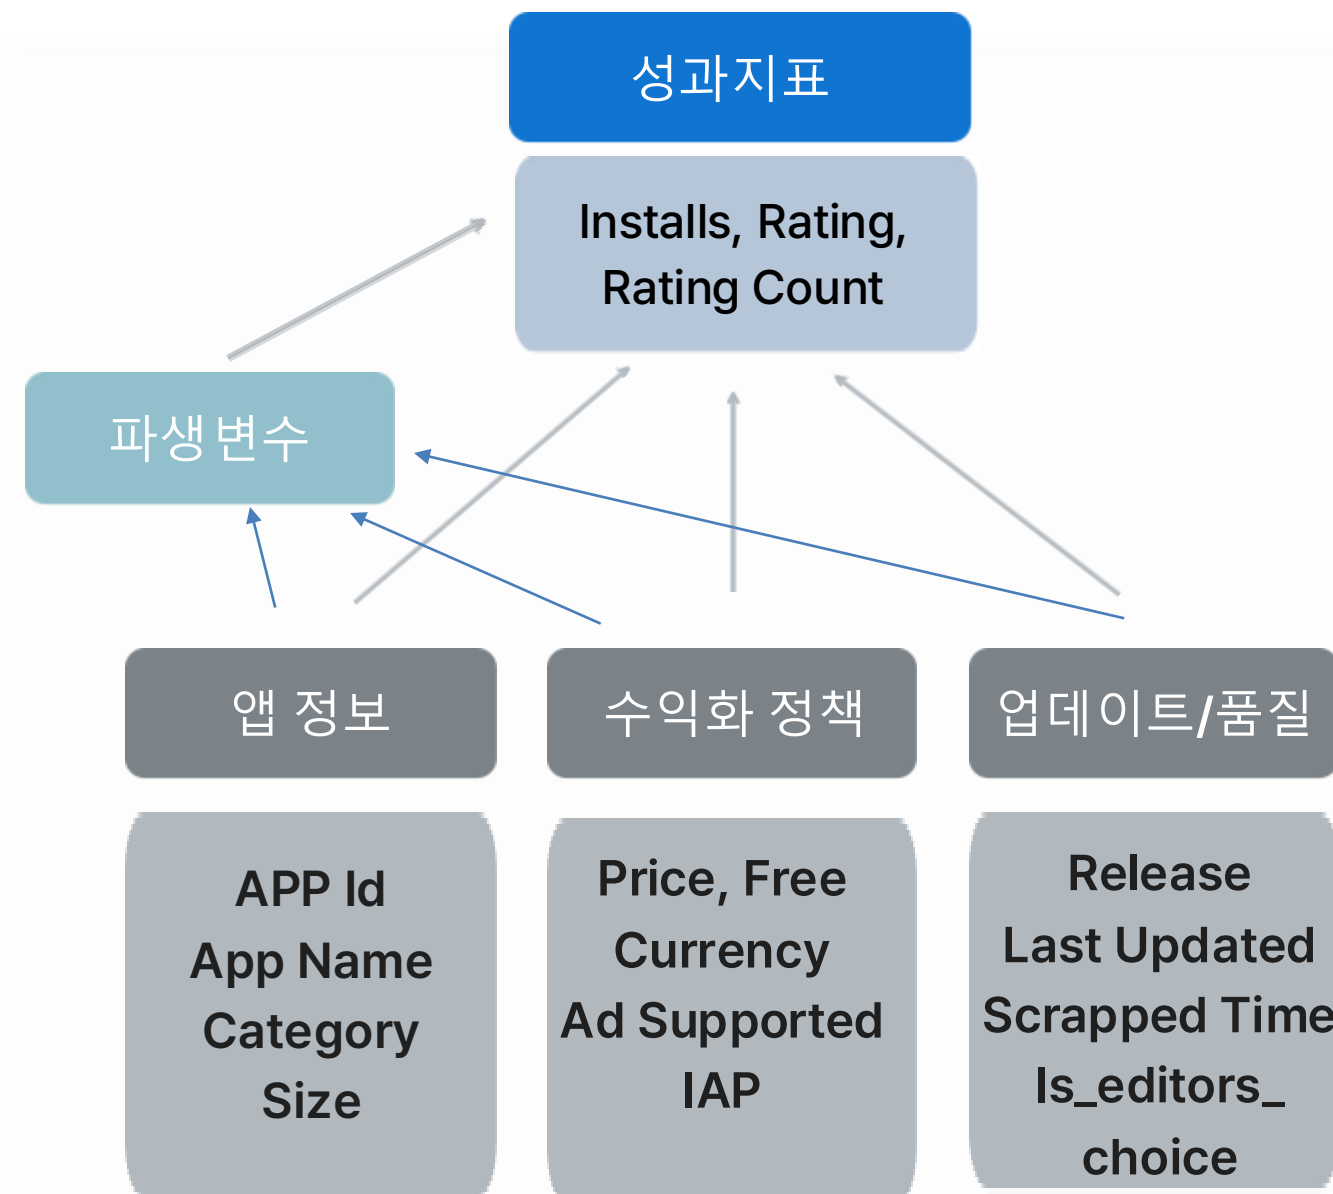 성과지표
Installs, Rating,
Rating Count
파생변수
앱 정보
APP Id
App Name
Category
Size
수익화 정책
Price, Free
Currency
Ad Supported
IAP
업데이트/품질
Release
Last Updated
Scrapped Time
Is_editors_
choice